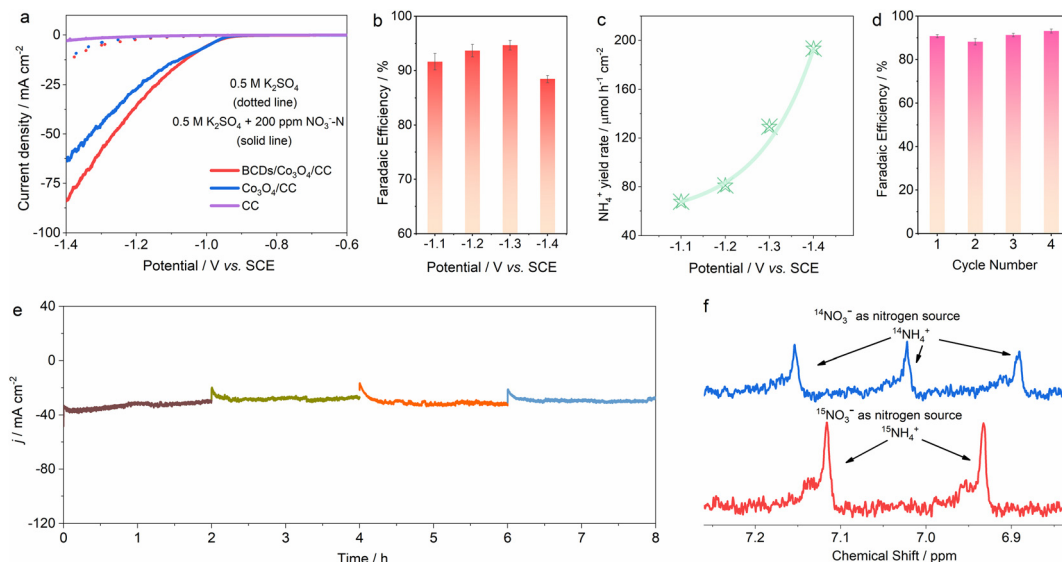 a
Current density / mA cm⁻²
0
-25
-50
-75
-100
-1.4
-1.2
-1.0
-0.8
-0.6
Potential / V vs. SCE
0.5 M K₂SO₄
(dotted line)
0.5 M K₂SO₄ + 200 ppm NO₃⁻-N
(solid line)
BCDs/Co₃O₄/CC
Co₃O₄/CC
CC
b
Faradaic Efficiency / %
100
95
90
85
80
75
70
65
60
-1.1
-1.2
-1.3
-1.4
Potential / V vs. SCE
c
NH₄⁺ yield rate / μmol h⁻¹ cm⁻²
200
160
120
80
40
-1.1
-1.2
-1.3
-1.4
Potential / V vs. SCE
d
Faradaic Efficiency / %
100
80
60
40
20
0
1
2
3
4
Cycle Number
e
j / mA cm⁻²
40
0
-40
-80
-120
0
1
2
3
4
5
6
7
8
Time / h
f
¹⁴NO₃⁻ as nitrogen source
¹⁴NH₄⁺
¹⁵NO₃⁻ as nitrogen source
¹⁵NH₄⁺
7.2
7.1
7.0
6.9
Chemical Shift / ppm